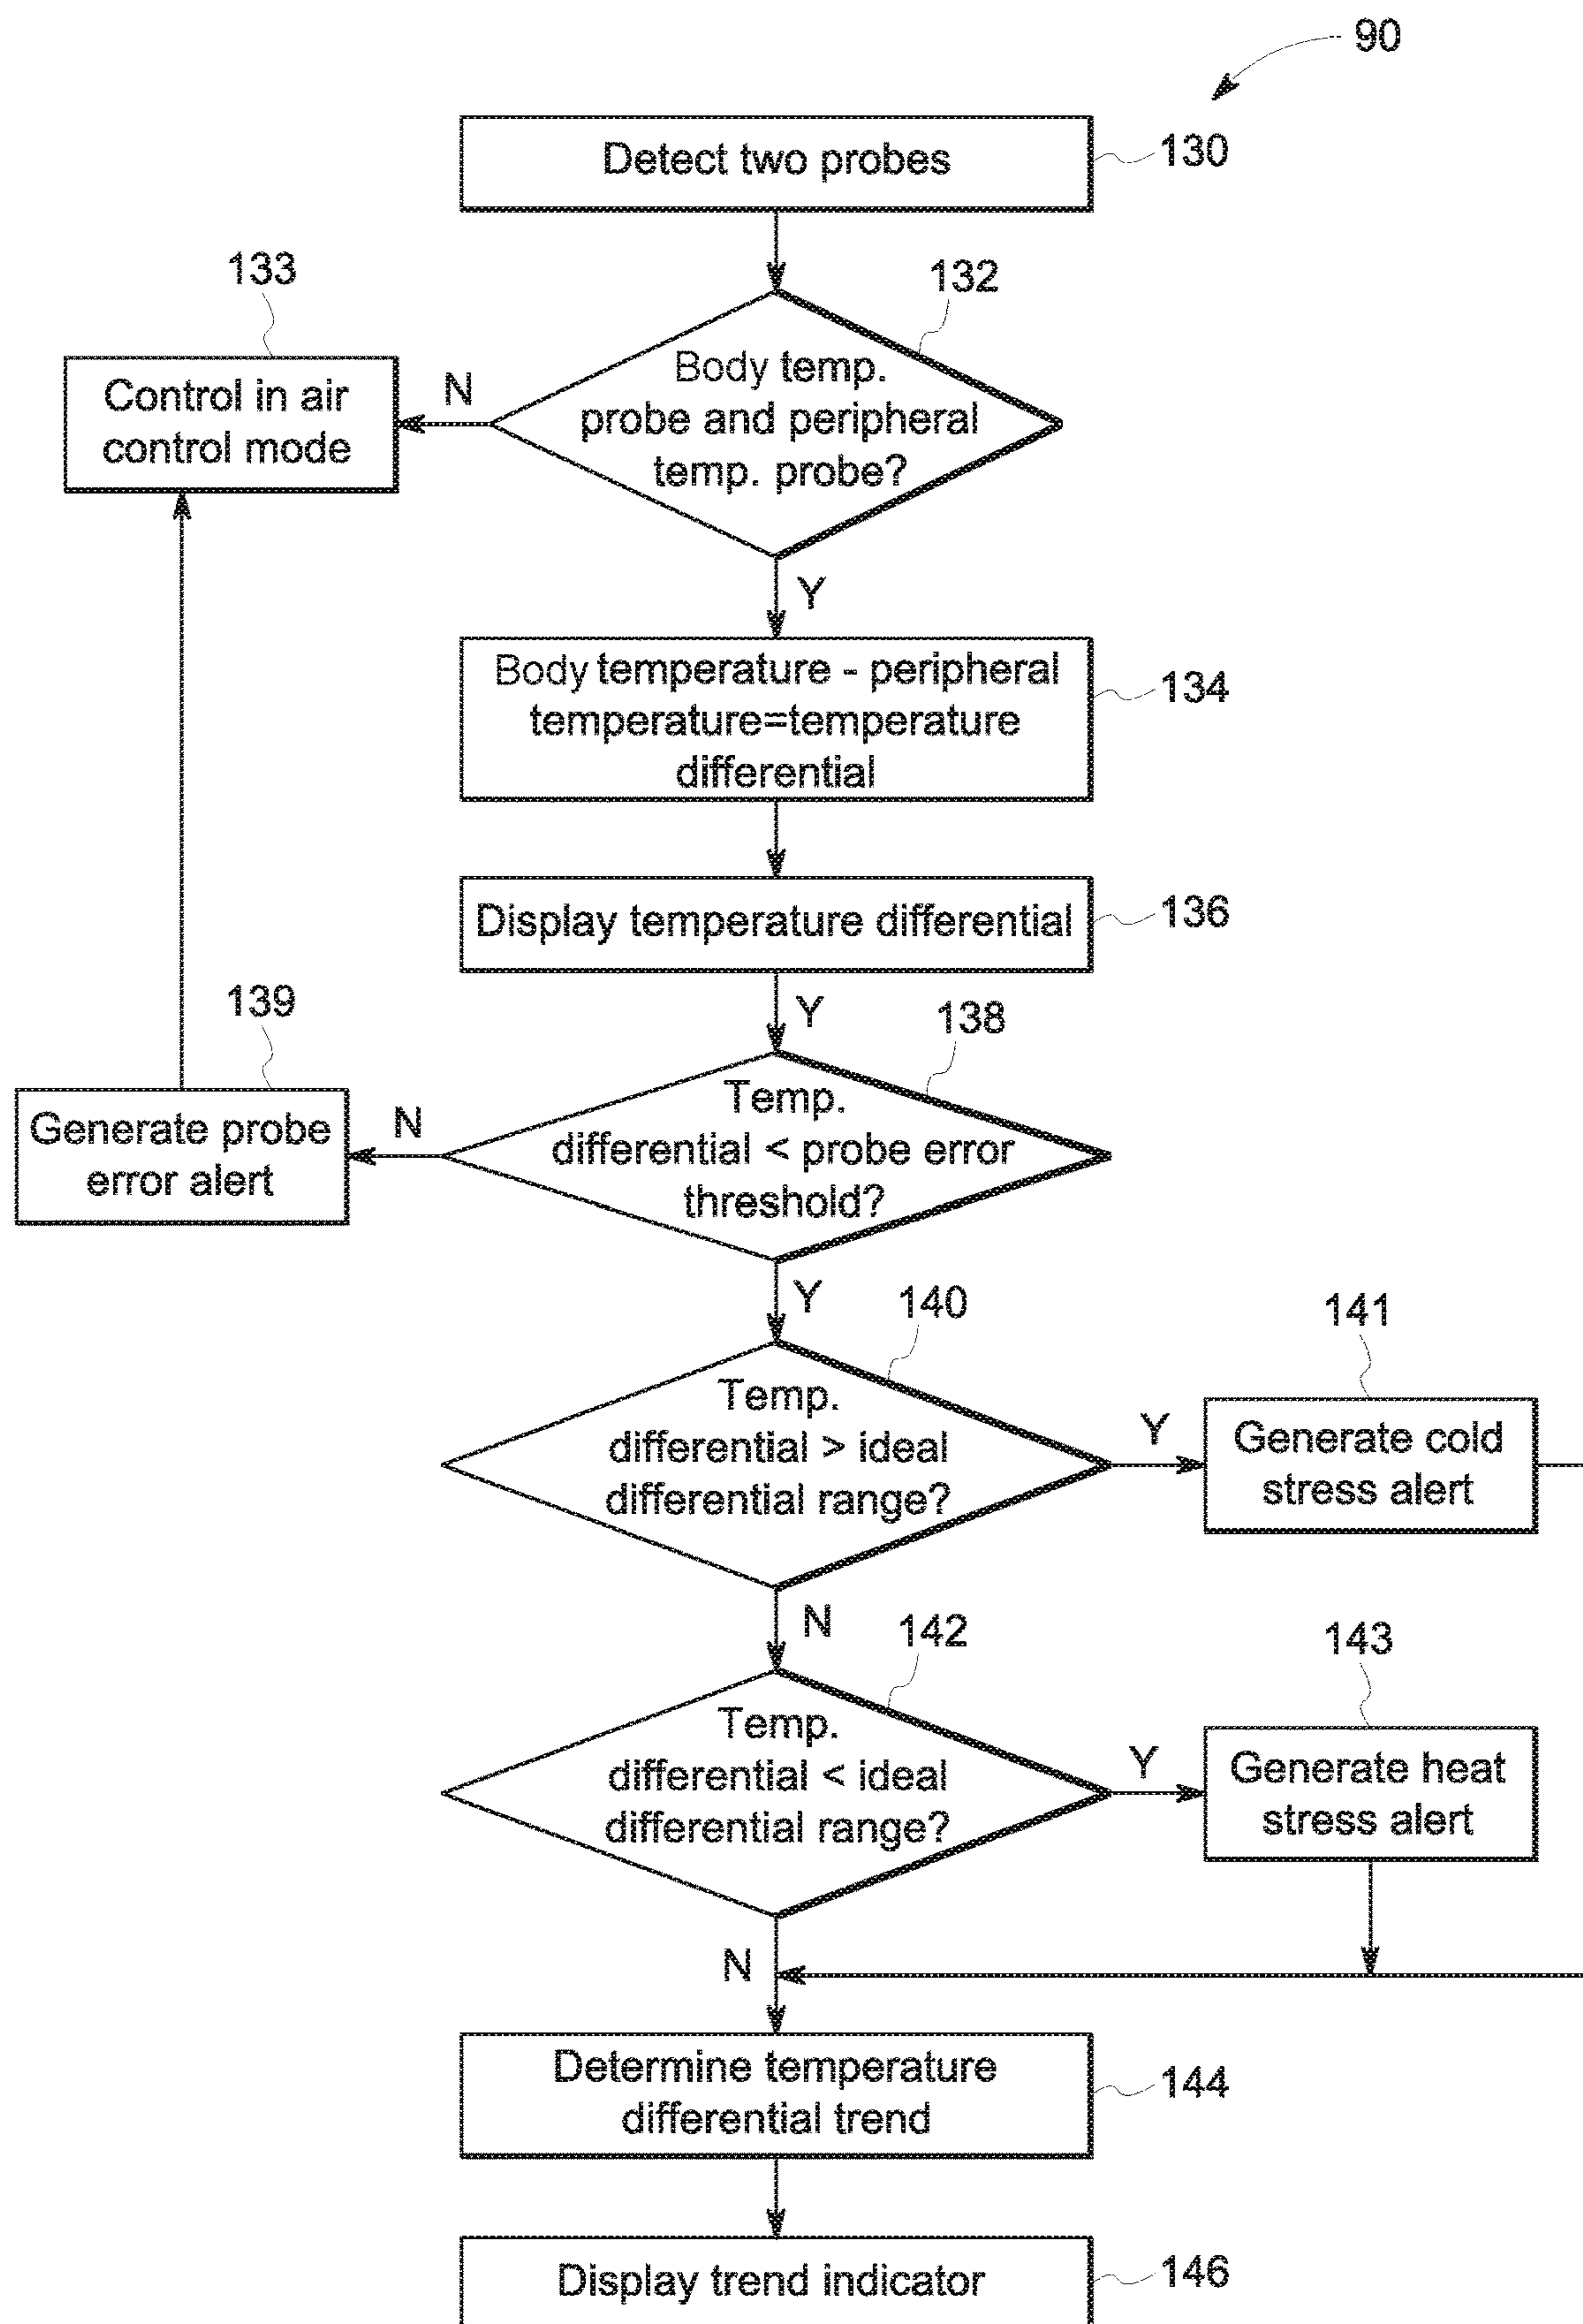 90
Detect two probes
130
133
132
Control in air
control mode
N
Body temp.
probe and peripheral
temp. probe?
Y
Body temperature - peripheral
temperature=temperature
differential
134
Display temperature differential
136
Y
139
138
Generate probe
error alert
N
Temp.
differential < probe error
threshold?
Y
140
141
Temp.
differential > ideal
differential range?
Y
Generate cold
stress alert
N
142
143
Temp.
differential < ideal
differential range?
Y
Generate heat
stress alert
N
Determine temperature
differential trend
144
Display trend indicator
146